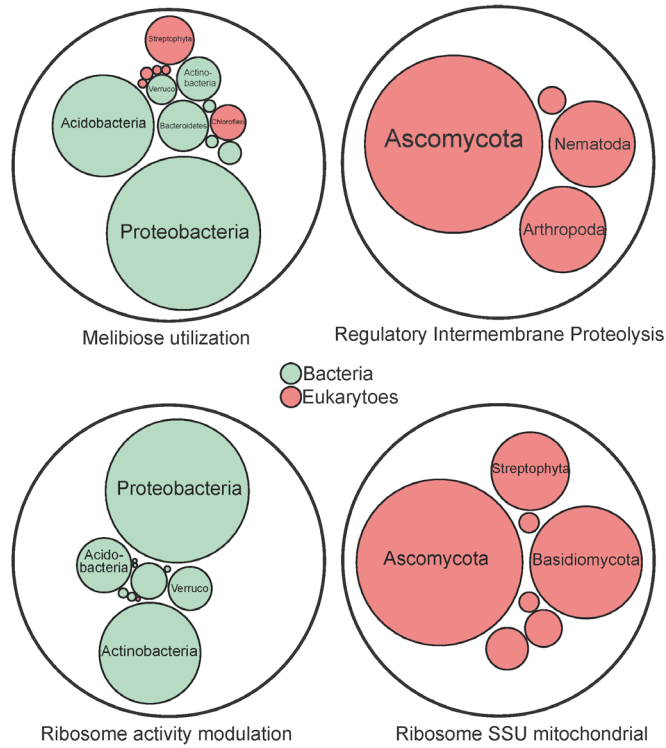 Streptophyta
Actino-
bacteria
Verruco
Acidobacteria
Bacteroidetes
Chloroflexi
Proteobacteria
Melibiose utilization
Ascomycota
Nematoda
Arthropoda
Regulatory Intermembrane Proteolysis
Bacteria
Eukarytoes
Proteobacteria
Acido-
bacteria
Verruco
Actinobacteria
Ribosome activity modulation
Streptophyta
Ascomycota
Basidiomycota
Ribosome SSU mitochondrial